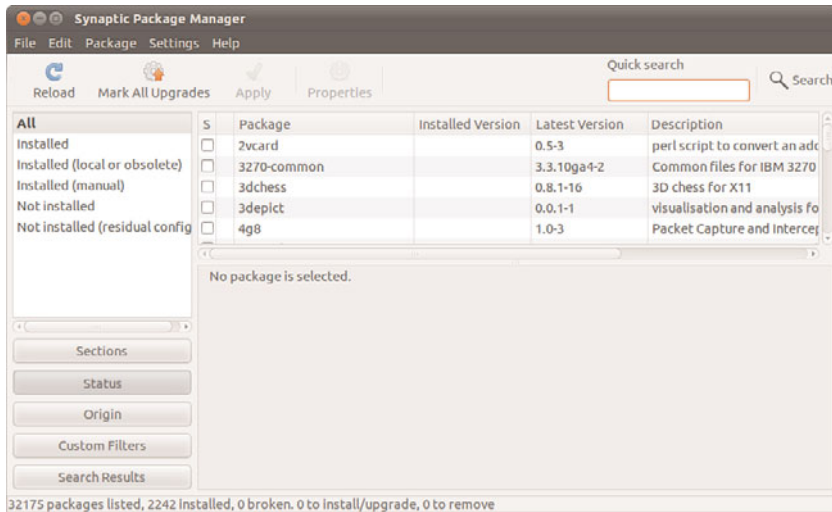 Synaptic Package Manager
File Edit Package Settings Help
Reload Mark All Upgrades Apply Properties
Quick search
Search
All
Installed
Installed (local or obsolete)
Installed (manual)
Not installed
Not installed (residual config
S Package Installed Version Latest Version Description
2vcard 0.5-3 perl script to convert an add
3270-common 3.3.10ga4-2 Common files for IBM 3270
3dchess 0.8.1-16 3D chess for X11
3depict 0.0.1-1 visualisation and analysis fo
4g8 1.0-3 Packet Capture and Intercep
No package is selected.
Sections
Status
Origin
Custom Filters
Search Results
32175 packages listed, 2242 installed, 0 broken. 0 to install/upgrade, 0 to remove